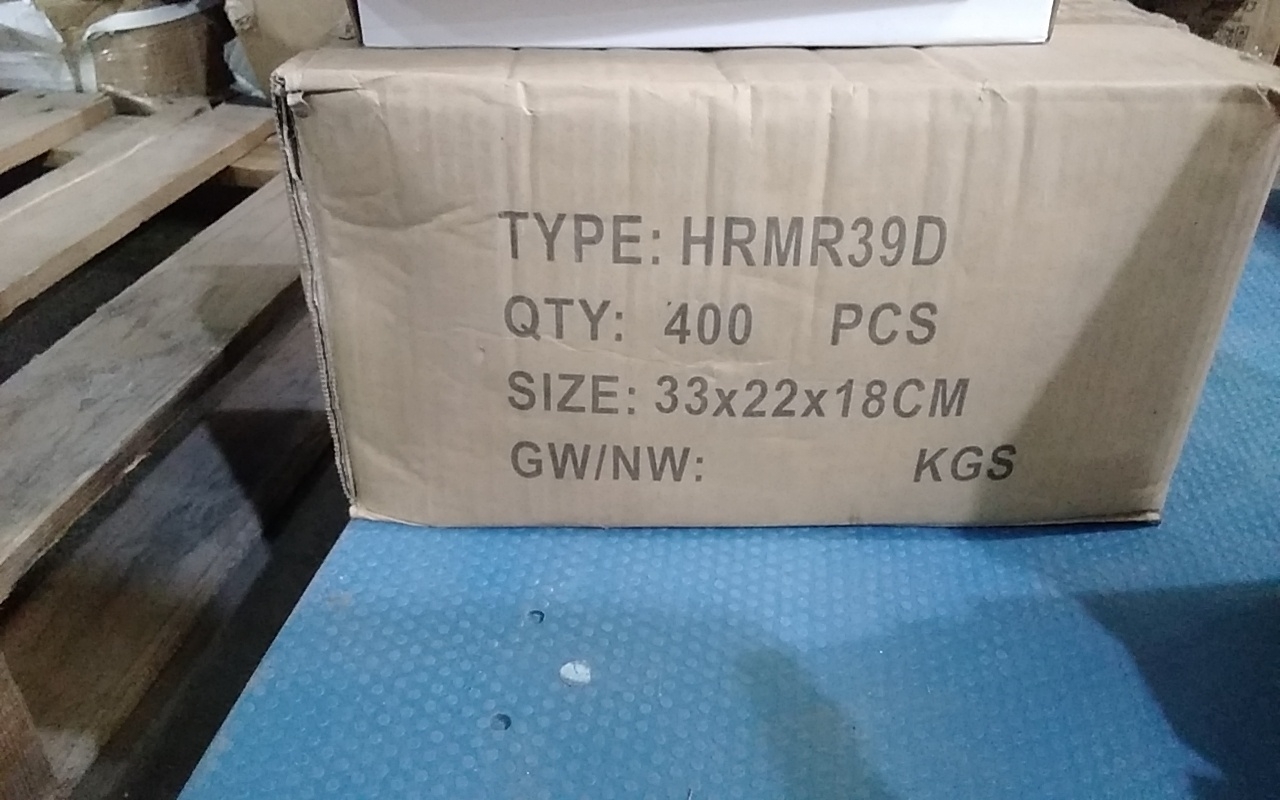 TYPE: HRMR39D
QTY: 400 PCS
SIZE: 33x22x18CM
GW/NW: KGS